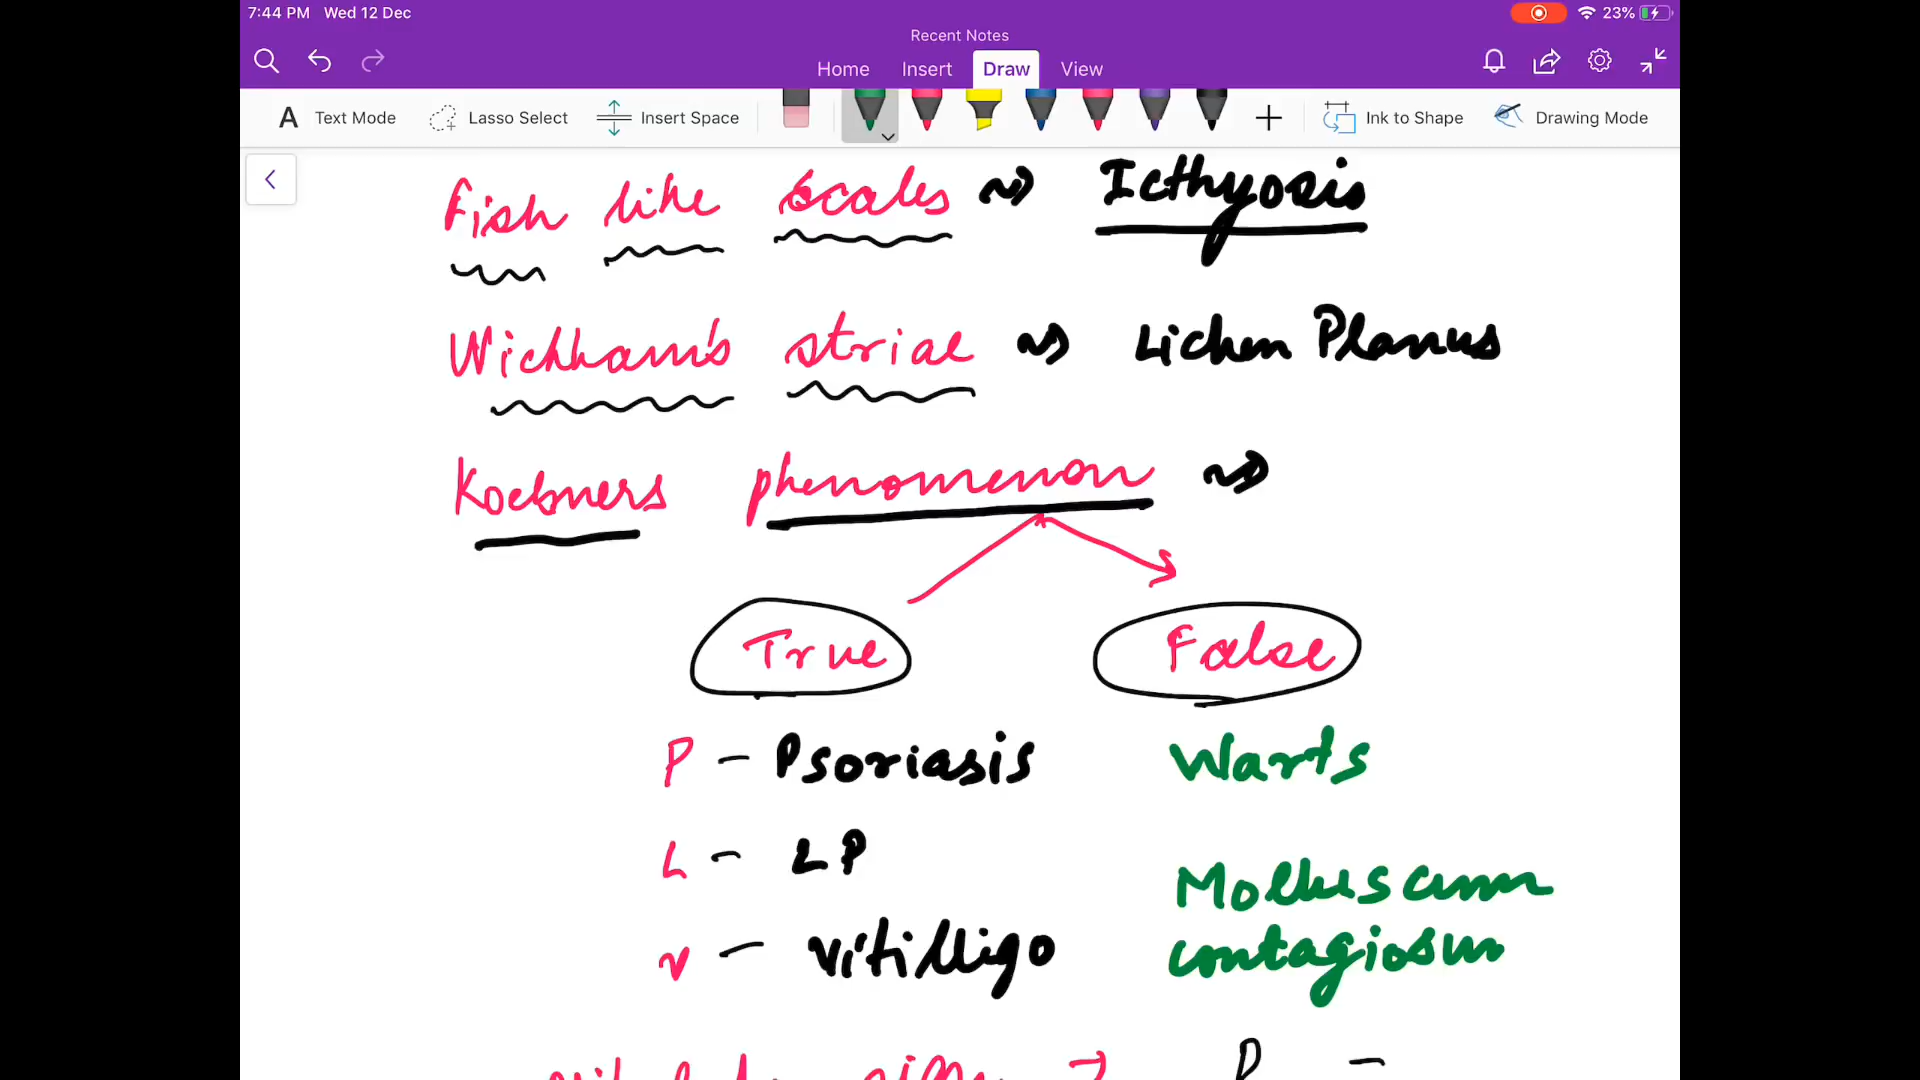 7:44 PM Wed 12 Dec
23%
Recent Notes
Home Insert Draw View
A Text Mode Lasso Select Insert Space Ink to Shape Drawing Mode
Fish like scales ⇝ Icthyosis
Wickham's striae ⇝ Lichen Planus
Koebners phenomenon ⇝
True False
P - Psoriasis Warts
L - LP Molluscum
V - Vitilligo contagiosum